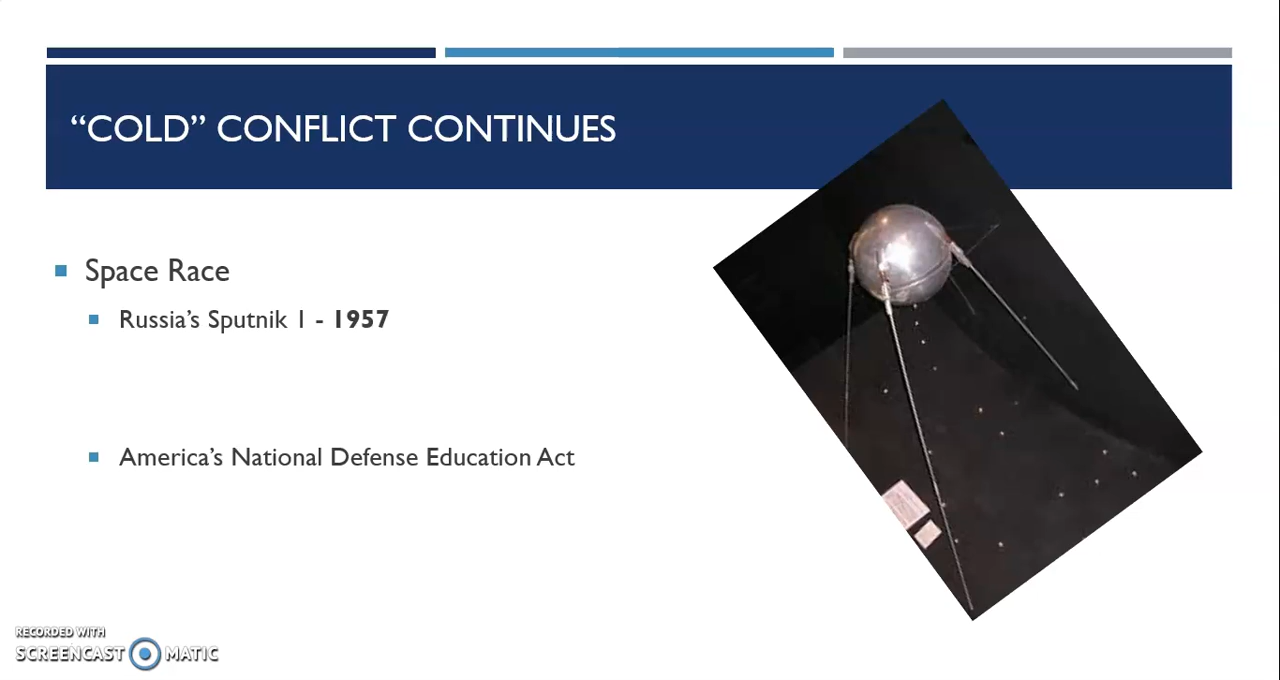 “COLD” CONFLICT CONTINUES
Space Race
Russia’s Sputnik 1 - 1957
America’s National Defense Education Act
RECORDED WITH
SCREENCAST MATIC